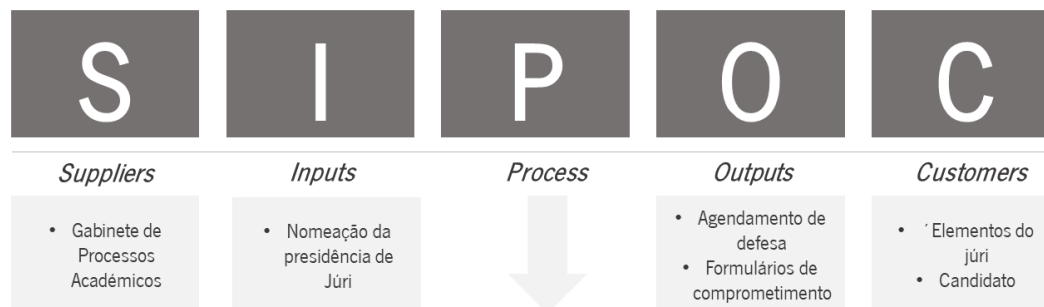 S I P O C
Suppliers Inputs Process Outputs Customers
• Gabinete de
Processos
Académicos
• Nomeação da
presidência de
Júri
• Agendamento de
defesa
• Formulários de
comprometimento
• ´Elementos do
júri
• Candidato